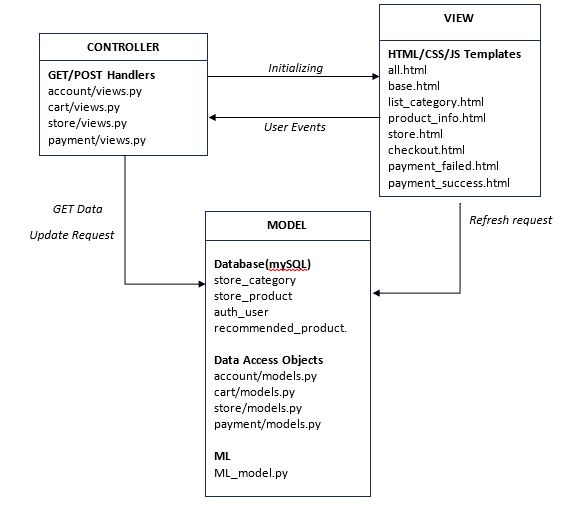 CONTROLLER
GET/POST Handlers
account/views.py
cart/views.py
store/views.py
payment/views.py
Initializing
User Events
VIEW
HTML/CSS/JS Templates
all.html
base.html
list_category.html
product_info.html
store.html
checkout.html
payment_failed.html
payment_success.html
GET Data
Update Request
Refresh request
MODEL
Database(mySQL)
store_category
store_product
auth_user
recommended_product.
Data Access Objects
account/models.py
cart/models.py
store/models.py
payment/models.py
ML
ML_model.py